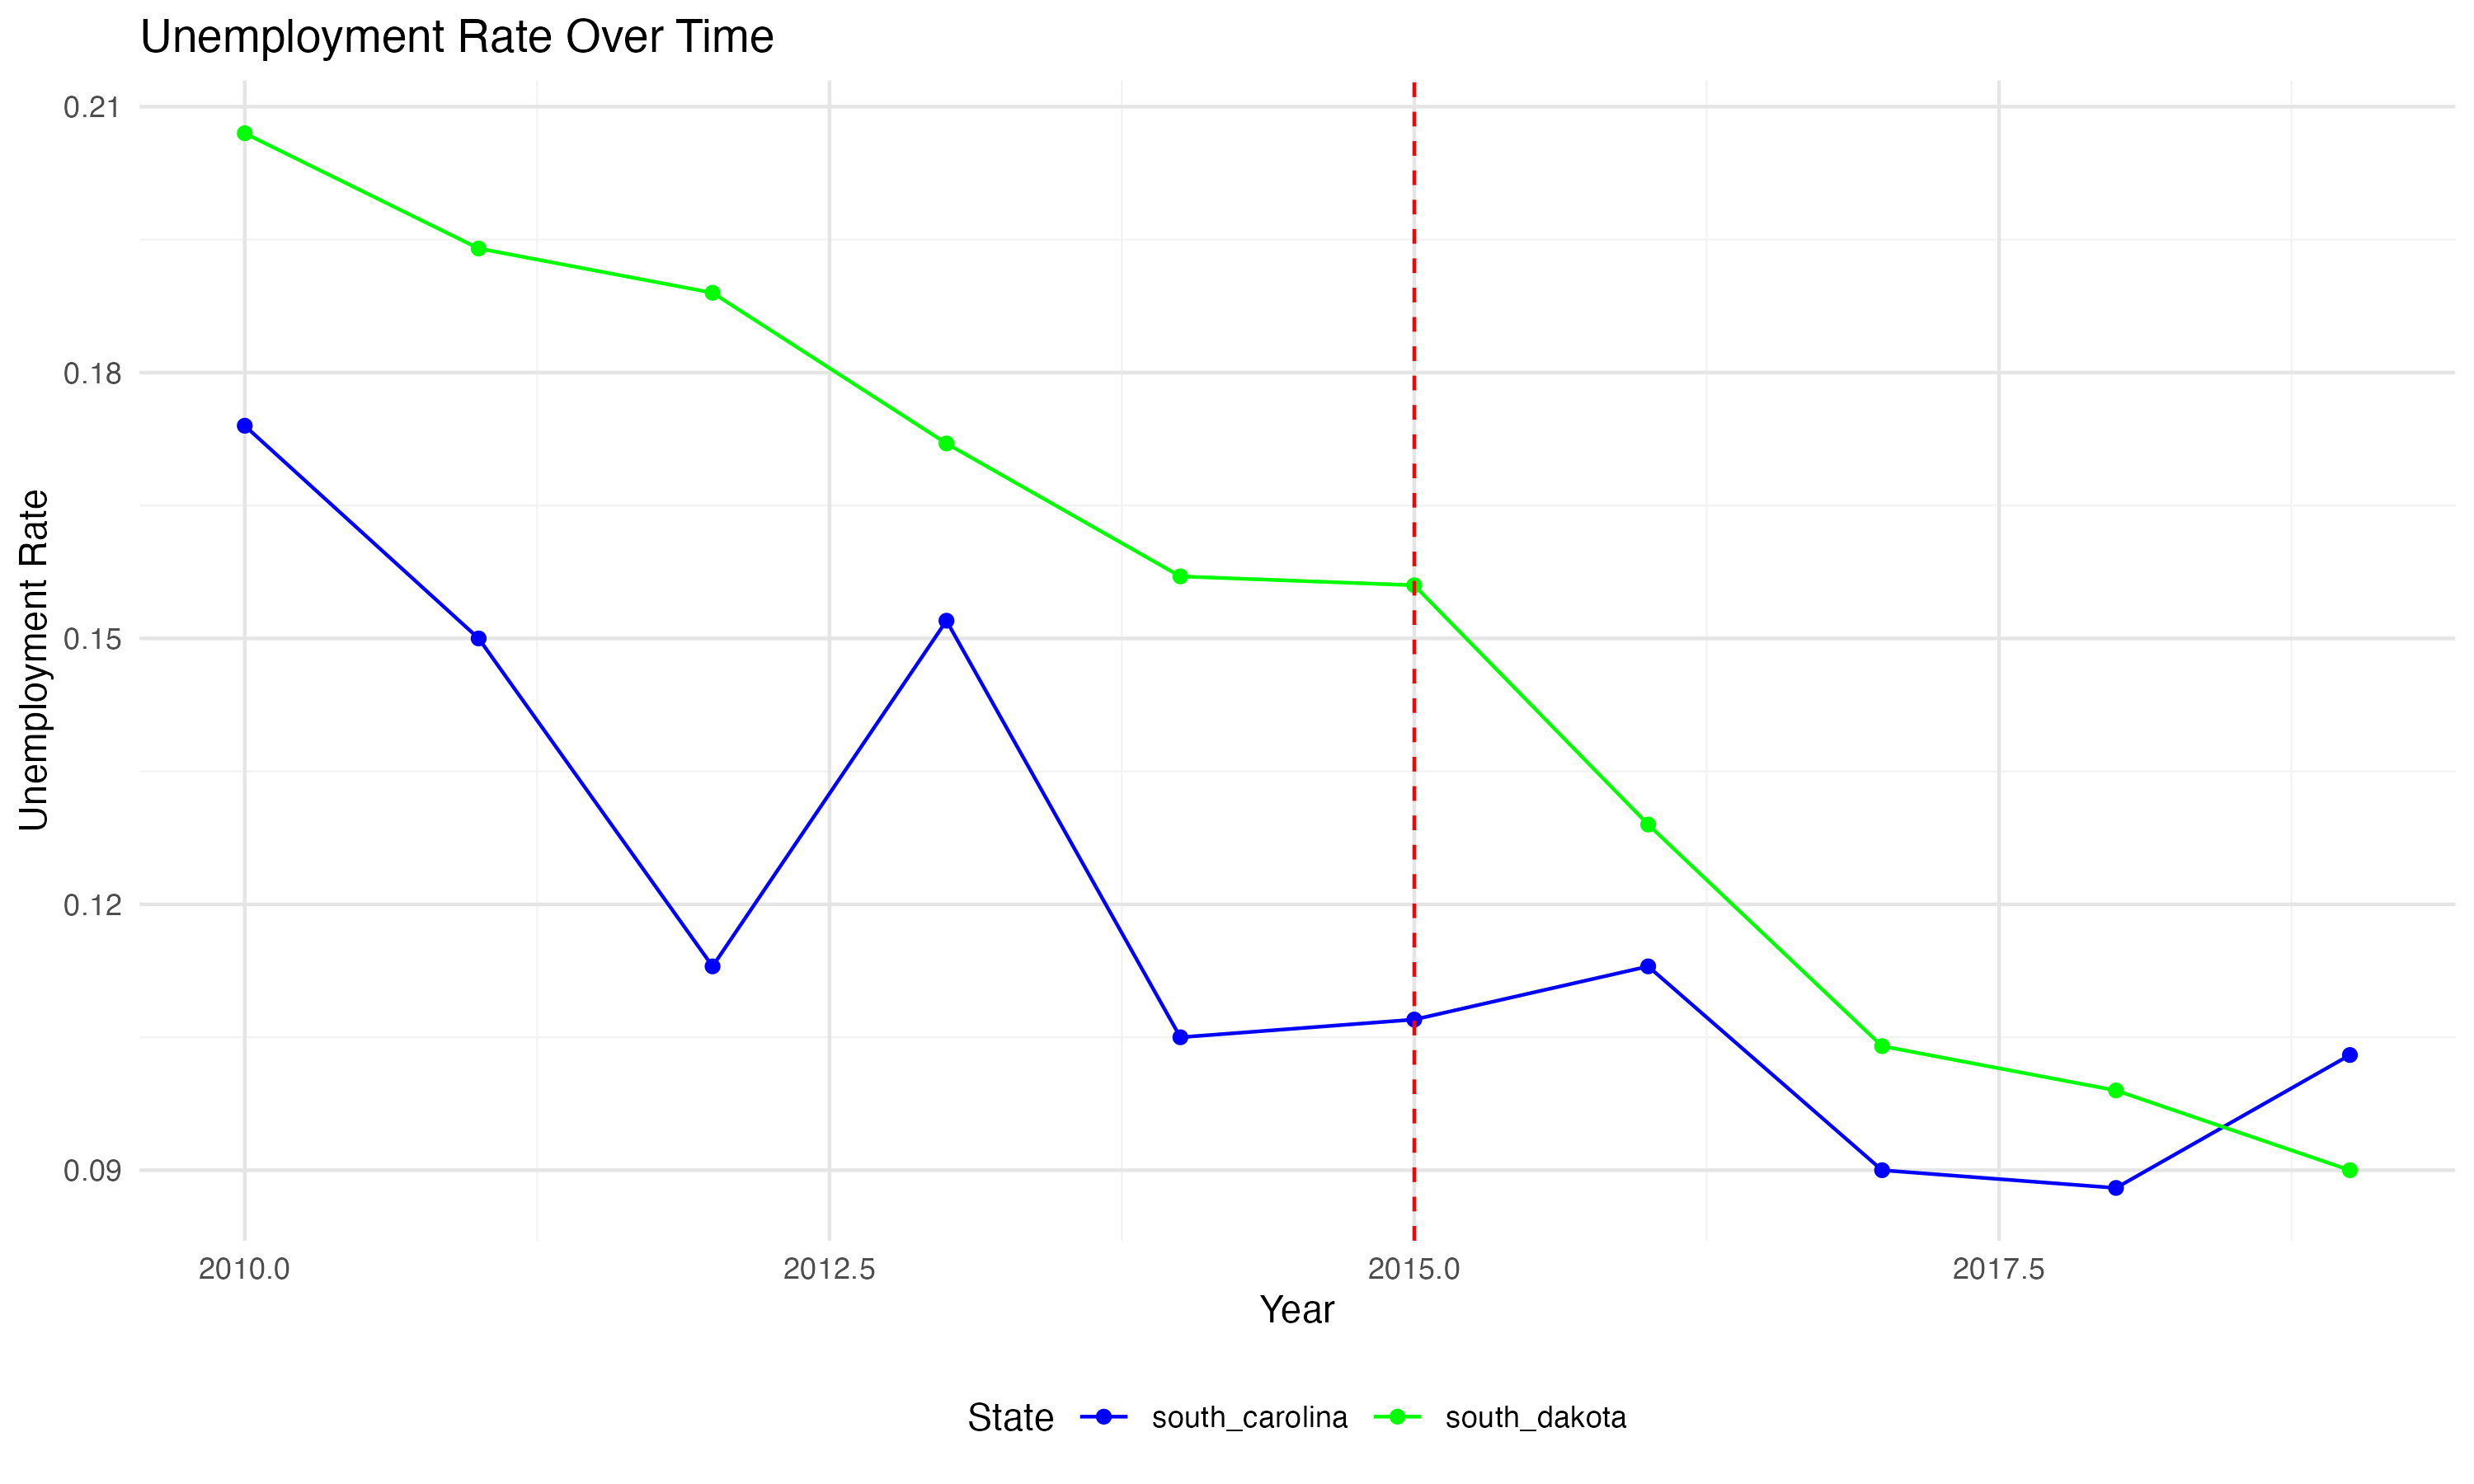 Unemployment Rate Over Time
Unemployment Rate
0.21
0.18
0.15
0.12
0.09
2010.0 2012.5 2015.0 2017.5
Year
State south_carolina south_dakota